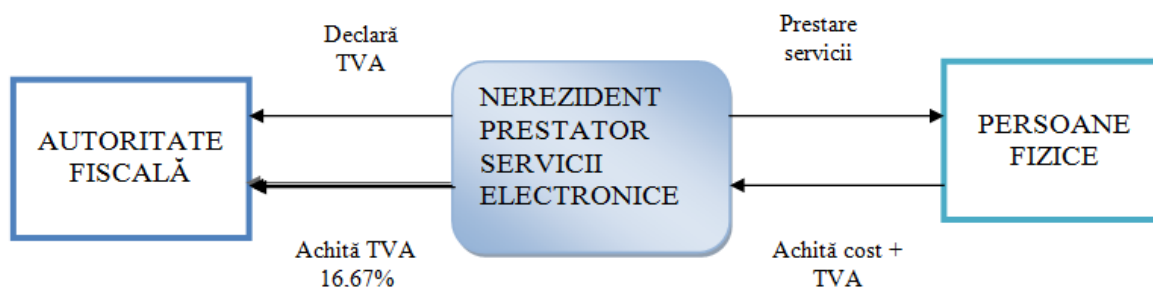 Declară
TVA
Prestare
servicii
AUTORITATE
FISCALĂ
NEREZIDENT
PRESTATOR
SERVICII
ELECTRONICE
PERSOANE
FIZICE
Achită TVA
16.67%
Achită cost +
TVA